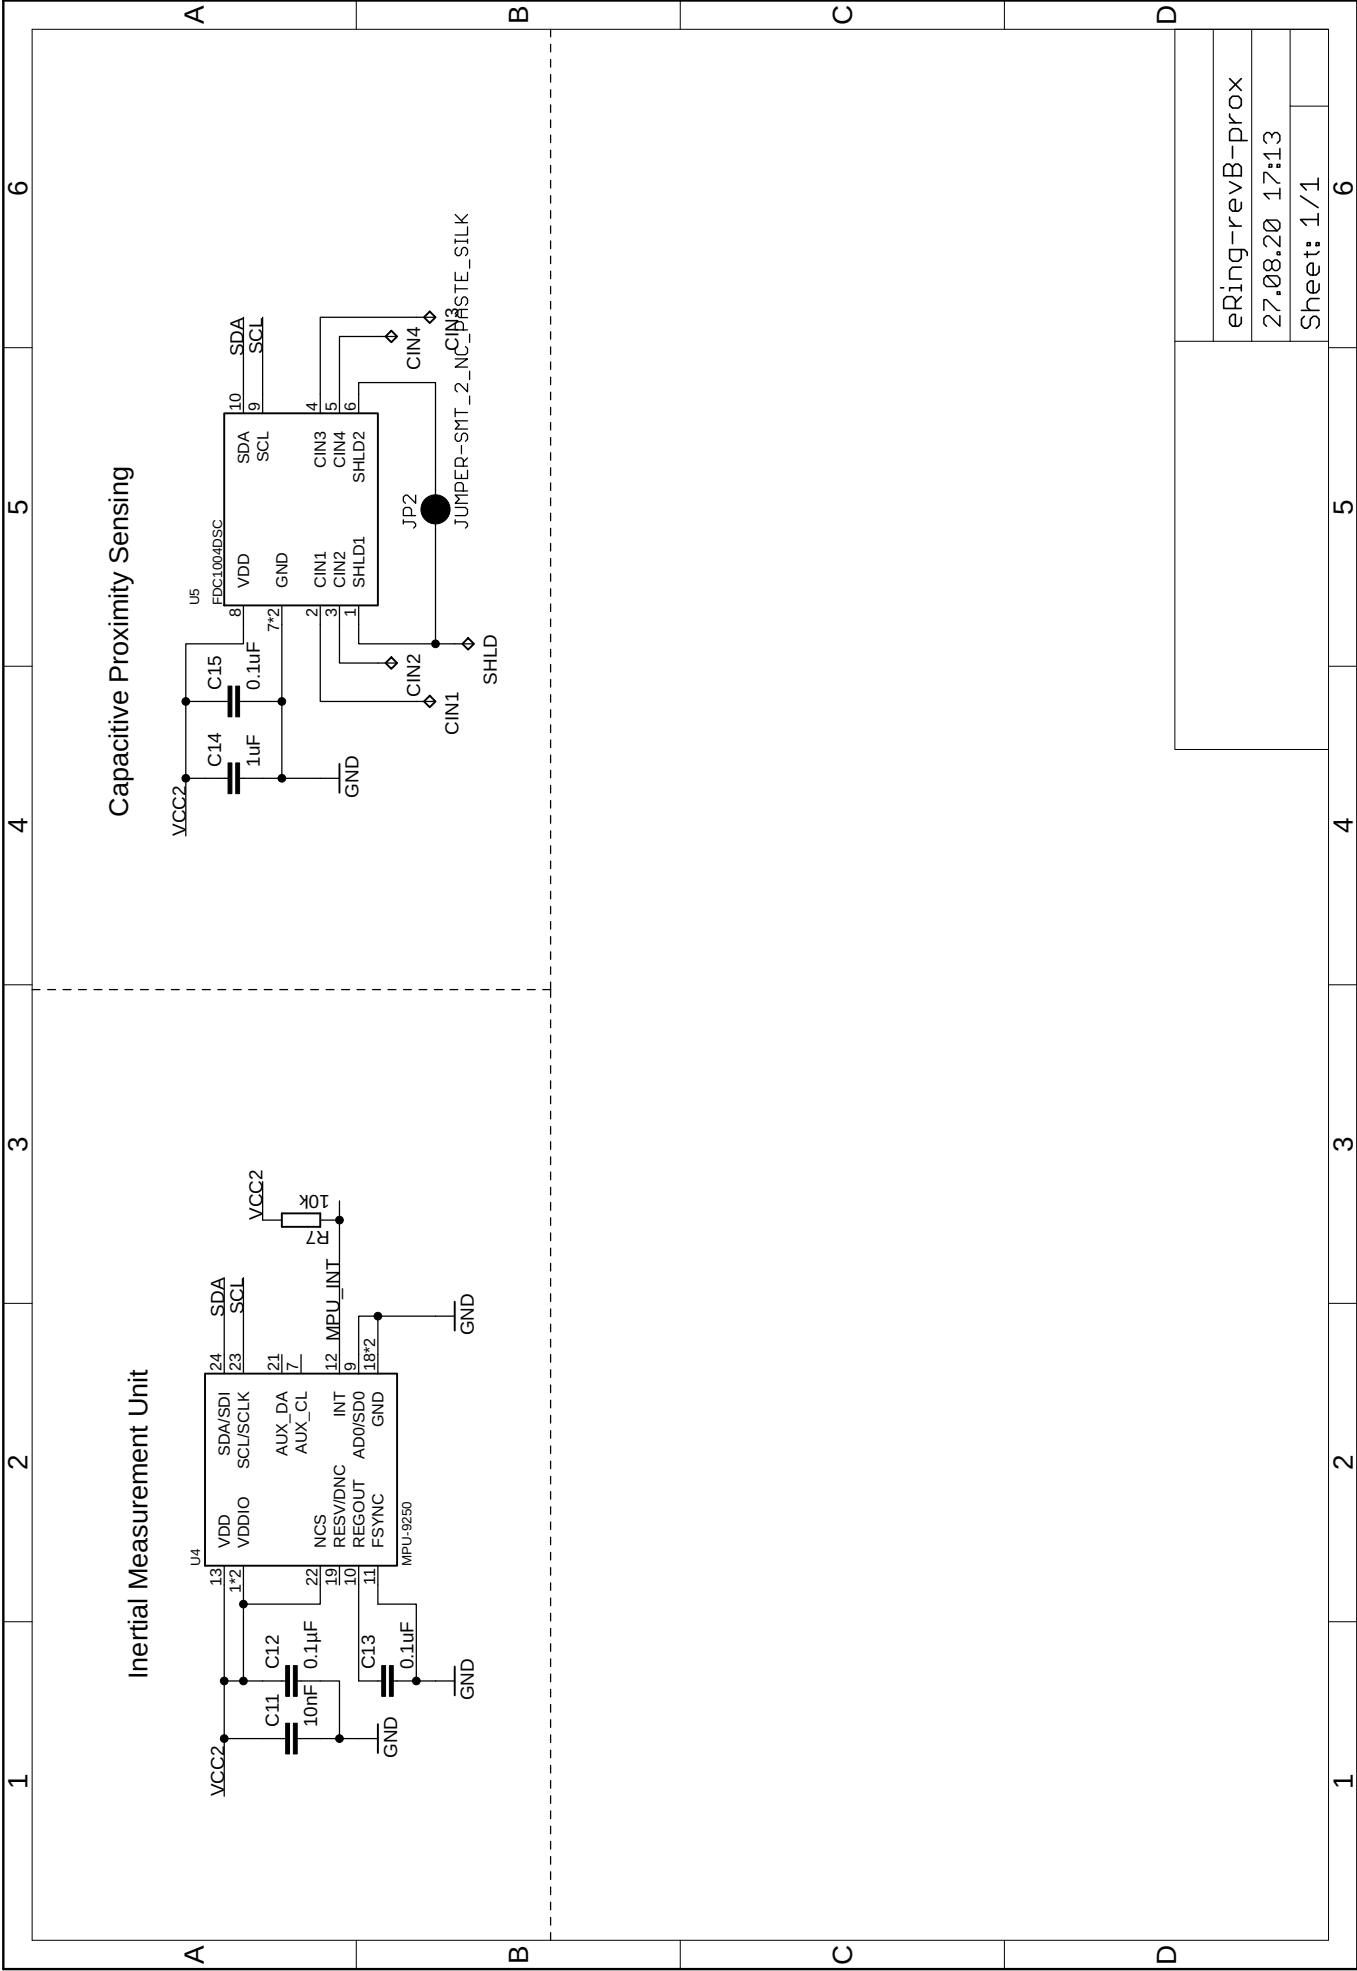 1
2
3
4
5
6
A
B
C
D
Inertial Measurement Unit
U4
MPU-9250
VCC2
C11
10nF
C12
0.1µF
GND
C13
0.1uF
GND
13
1*2
22
19
10
11
VDD
VDDIO
NCS
RESV/DNC
REGOUT
FSYNC
SDA/SDI
SCL/SCLK
AUX_DA
AUX_CL
INT
AD0/SD0
GND
24
23
21
7
12
9
18*2
SDA
SCL
MPU_INT
VCC2
R7
10k
GND
Capacitive Proximity Sensing
U5
FDC1004DSC
VCC2
C14
1uF
C15
0.1uF
GND
8
7*2
2
3
1
VDD
GND
CIN1
CIN2
SHLD1
SDA
SCL
CIN3
CIN4
SHLD2
10
9
4
5
6
SDA
SCL
CIN1
CIN2
SHLD
CIN4
CIN3
JP2
JUMPER-SMT_2_NC_PASTE_SILK
eRing-revB-prox
27.08.20 17:13
Sheet: 1/1
A
B
C
D
1
2
3
4
5
6